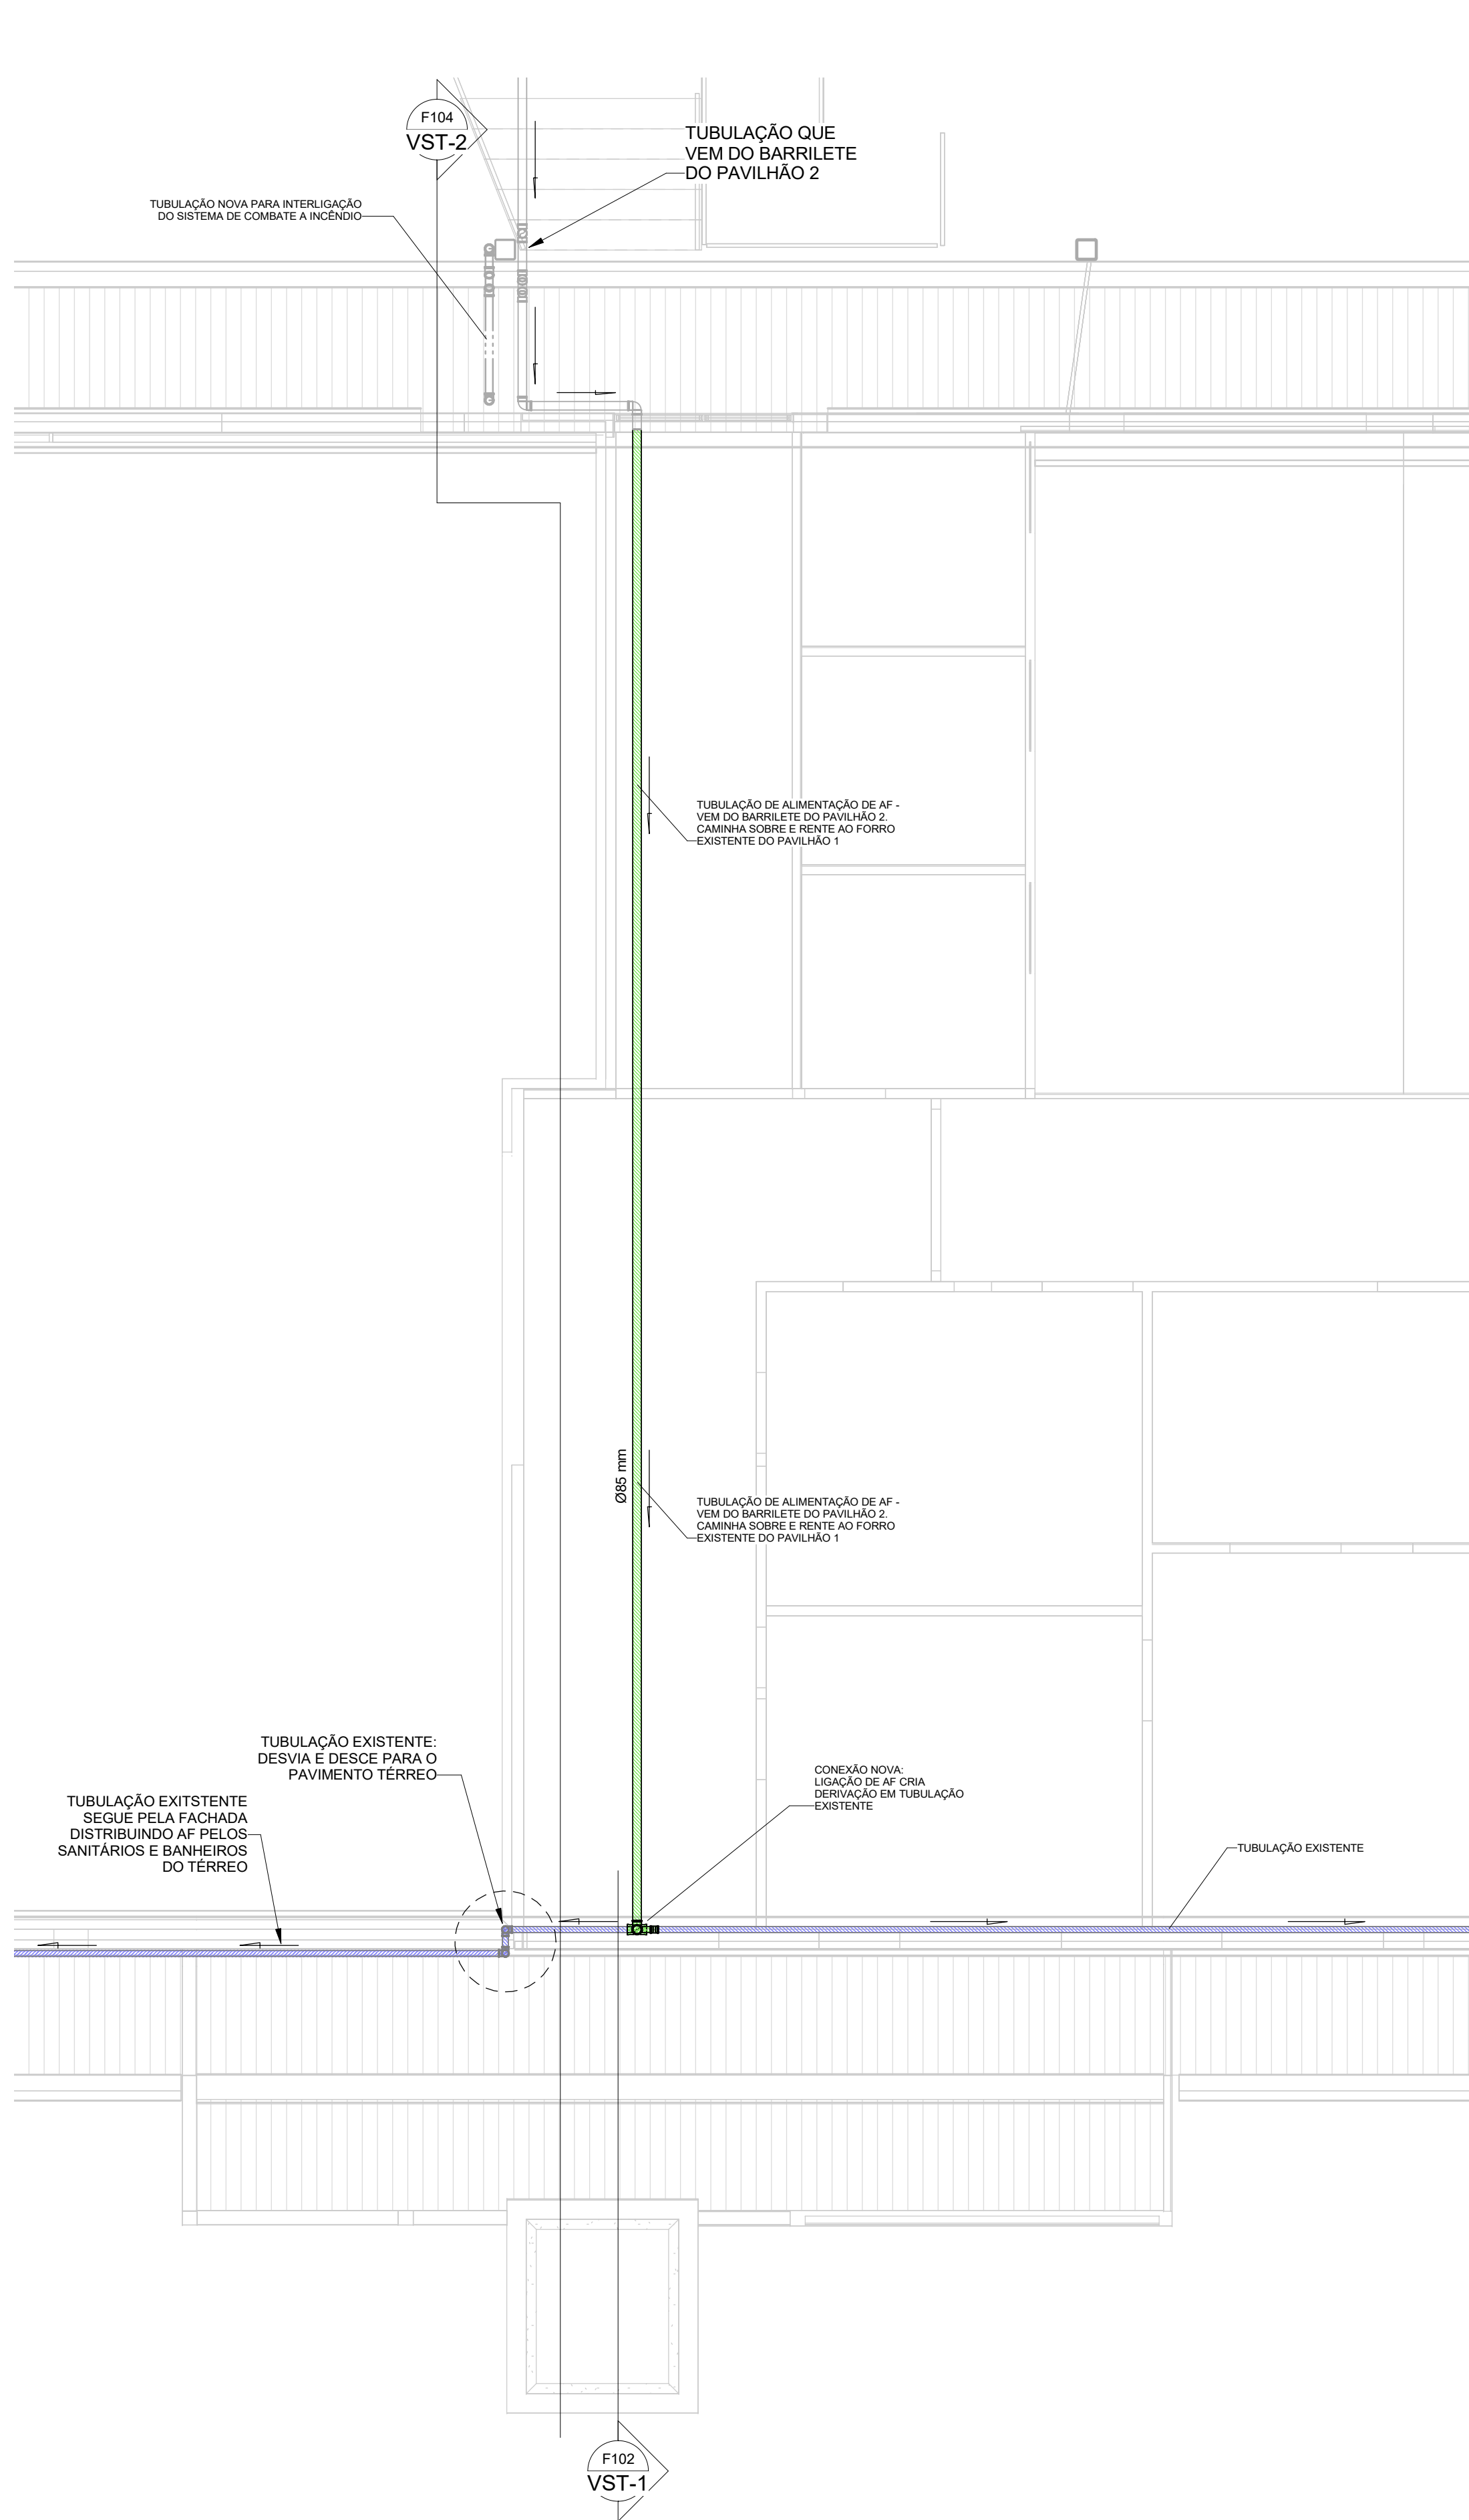 F104
VST-2
TUBULAÇÃO QUE
VEM DO BARRILETE
DO PAVILHÃO 2
TUBULAÇÃO NOVA PARA INTERLIGAÇÃO
DO SISTEMA DE COMBATE A INCÊNDIO
TUBULAÇÃO DE ALIMENTAÇÃO DE AF -
VEM DO BARRILETE DO PAVILHÃO 2.
CAMINHA SOBRE E RENTE AO FORRO
EXISTENTE DO PAVILHÃO 1
Ø85 mm
TUBULAÇÃO DE ALIMENTAÇÃO DE AF -
VEM DO BARRILETE DO PAVILHÃO 2.
CAMINHA SOBRE E RENTE AO FORRO
EXISTENTE DO PAVILHÃO 1
TUBULAÇÃO EXISTENTE:
DESVIA E DESCE PARA O
PAVIMENTO TÉRREO
TUBULAÇÃO EXITSTENTE
SEGUE PELA FACHADA
DISTRIBUINDO AF PELOS
SANITÁRIOS E BANHEIROS
DO TÉRREO
CONEXÃO NOVA:
LIGAÇÃO DE AF CRIA
DERIVAÇÃO EM TUBULAÇÃO
EXISTENTE
TUBULAÇÃO EXISTENTE
F102
VST-1